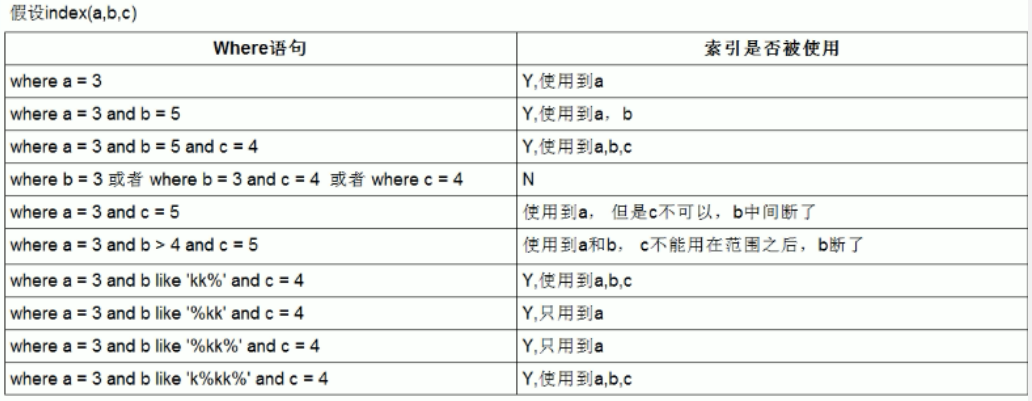 假设index(a,b,c)
Where语句 索引是否被使用
where a = 3 Y,使用到a
where a = 3 and b = 5 Y,使用到a，b
where a = 3 and b = 5 and c = 4 Y,使用到a,b,c
where b = 3 或者 where b = 3 and c = 4 或者 where c = 4 N
where a = 3 and c = 5 使用到a， 但是c不可以，b中间断了
where a = 3 and b > 4 and c = 5 使用到a和b， c不能用在范围之后，b断了
where a = 3 and b like 'kk%' and c = 4 Y,使用到a,b,c
where a = 3 and b like '%kk' and c = 4 Y,只用到a
where a = 3 and b like '%kk%' and c = 4 Y,只用到a
where a = 3 and b like 'k%kk%' and c = 4 Y,使用到a,b,c